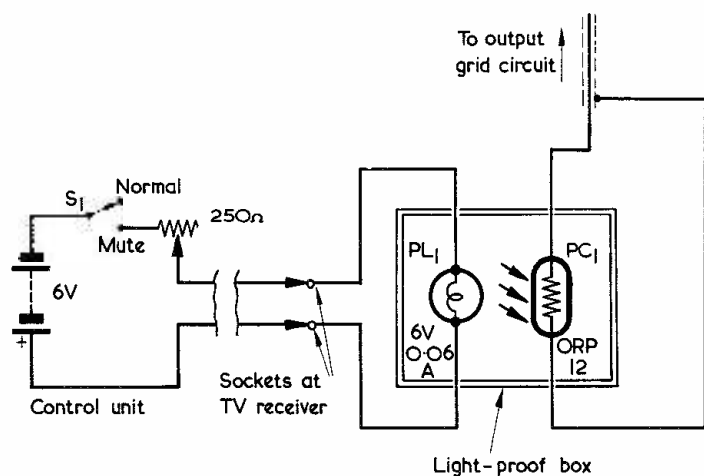 To output
grid circuit
Normal
S1
250Ω
Mute
6V
+
PL1
PC1
6V
0·06
A
ORP
12
Sockets at
TV receiver
Control unit
Light-proof box